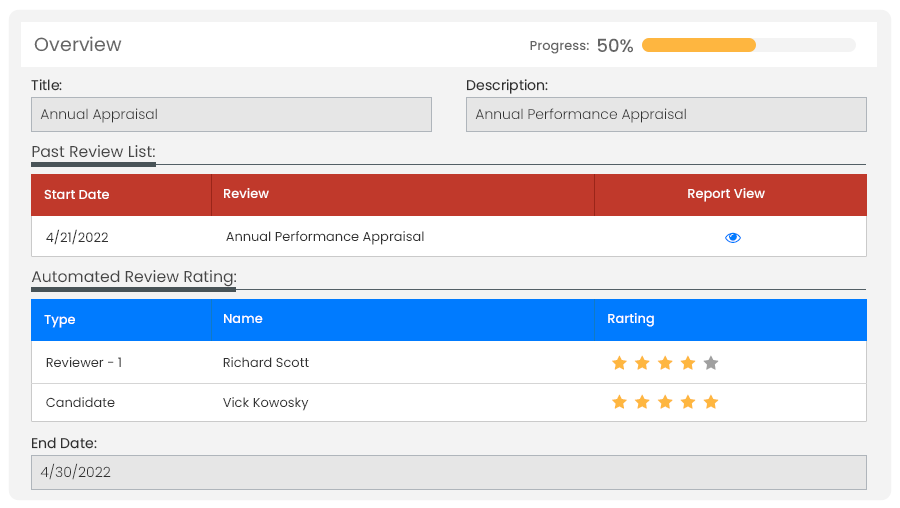 Overview
Progress: 50%
Title:
Description:
Annual Appraisal
Annual Performance Appraisal
Past Review List:
Start Date Review Report View
4/21/2022 Annual Performance Appraisal
Automated Review Rating:
Type Name Rarting
Reviewer - 1 Richard Scott
Candidate Vick Kowosky
End Date:
4/30/2022